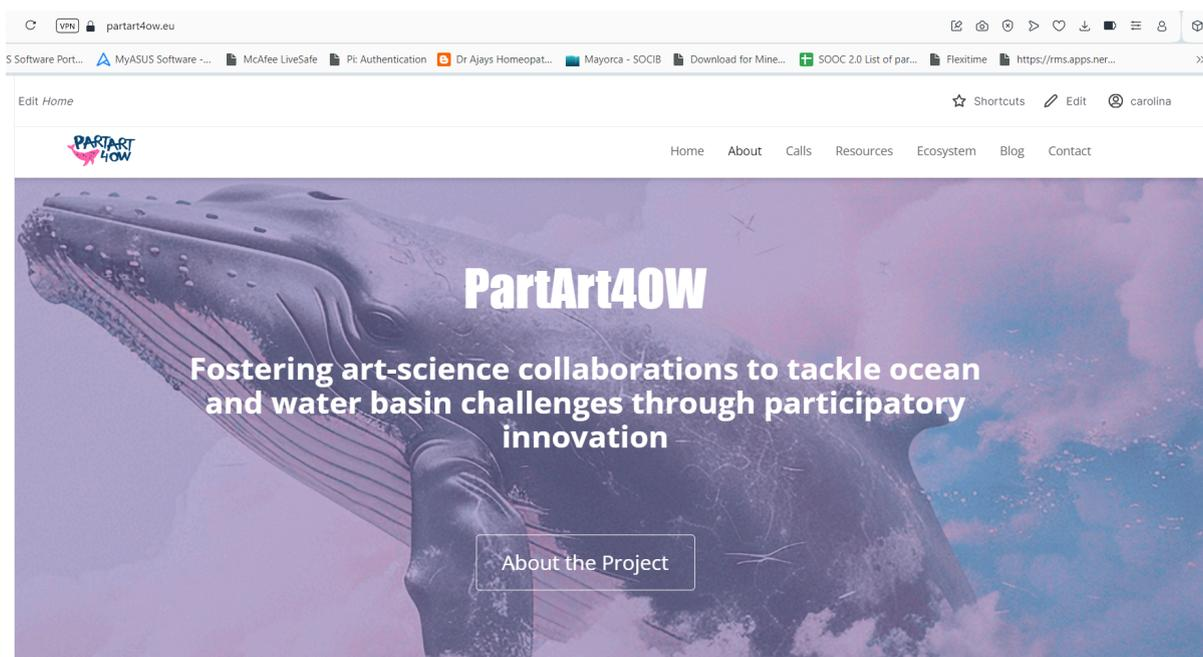 VPN partart4ow.eu
S Software Port... MyASUS Software -... McAfee LiveSafe Pi: Authentication Dr Ajays Homeopat... Mayorca - SOCIB Download for Mine... SOOC 2.0 List of par... Flexitime https://rms.apps.ner... »
Edit Home Shortcuts Edit carolina
PARTART
4OW
Home About Calls Resources Ecosystem Blog Contact
PartArt4OW
Fostering art-science collaborations to tackle ocean
and water basin challenges through participatory
innovation
About the Project